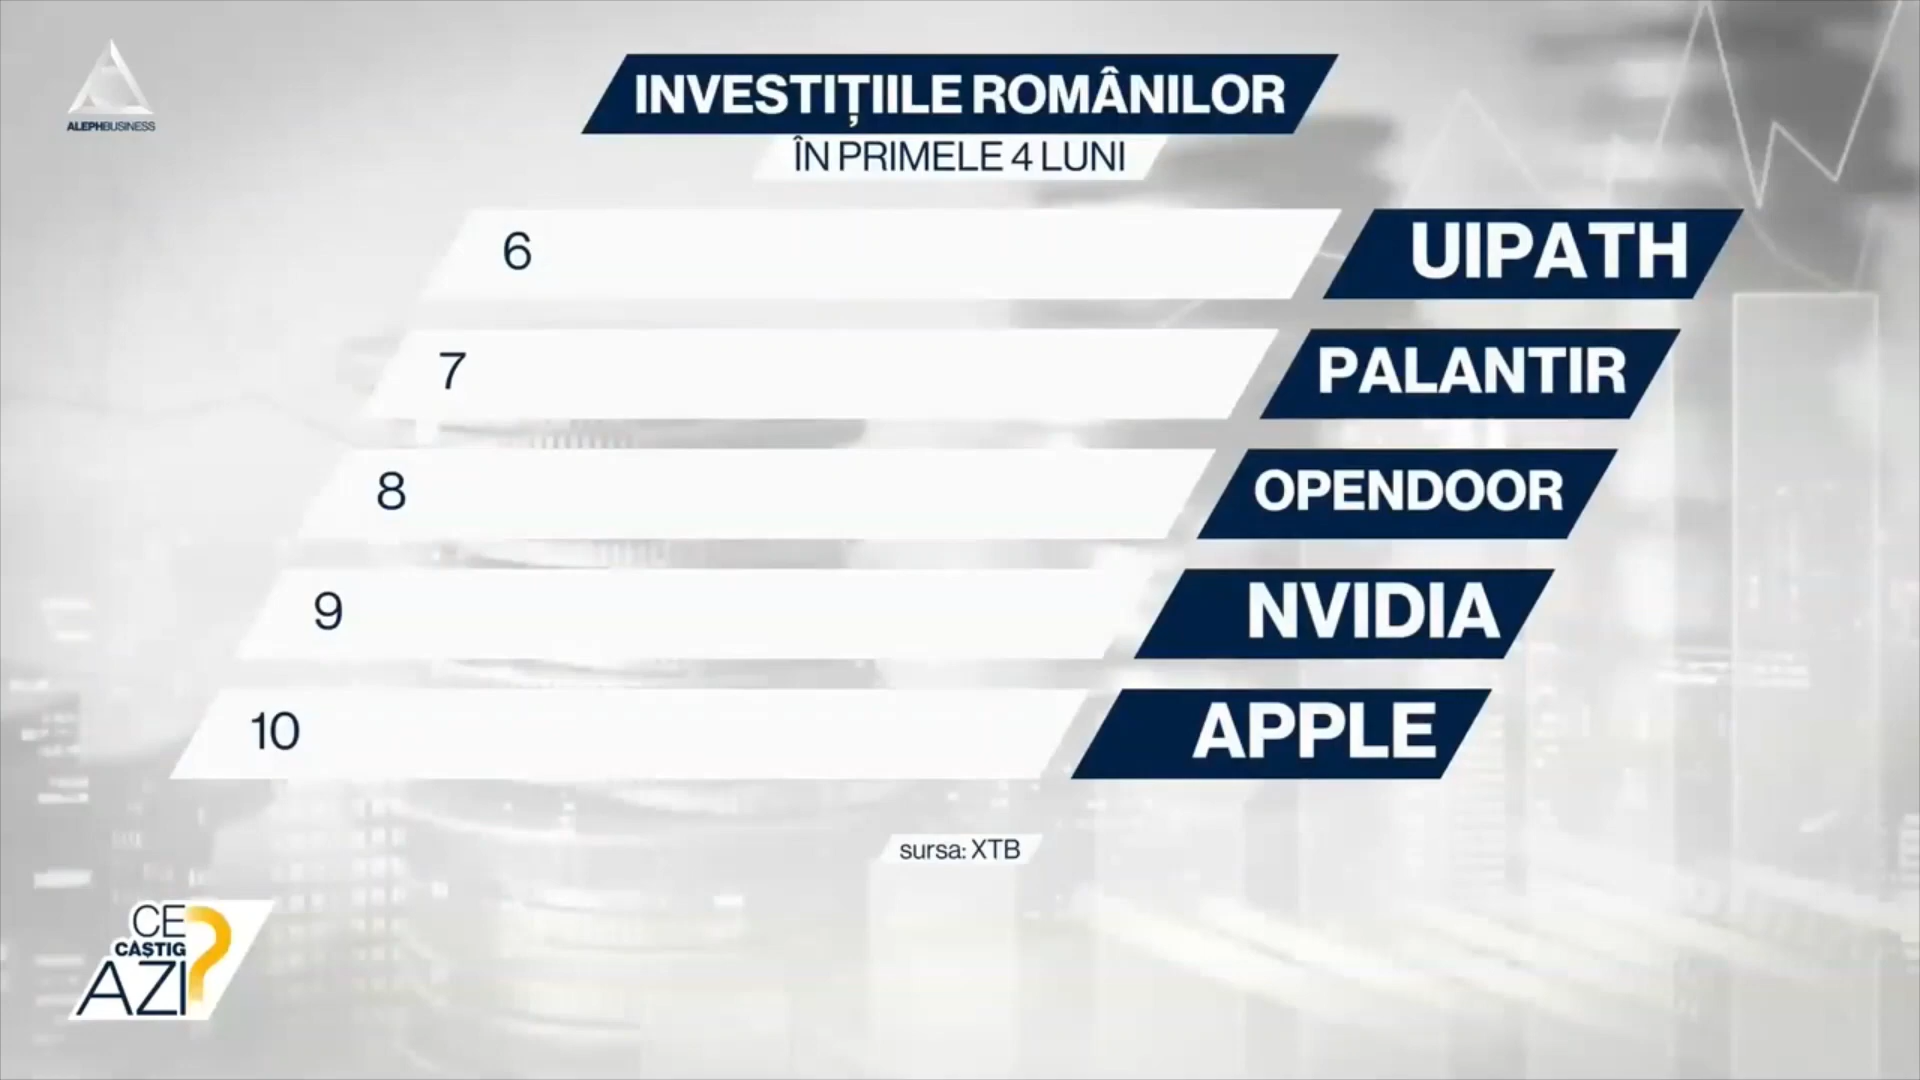 ALEPHBUSINESS
INVESTIȚIILE ROMÂNILOR
ÎN PRIMELE 4 LUNI
6 UIPATH
7 PALANTIR
8 OPENDOOR
9 NVIDIA
10 APPLE
sursa: XTB
CE
CÂȘTIG
AZI?